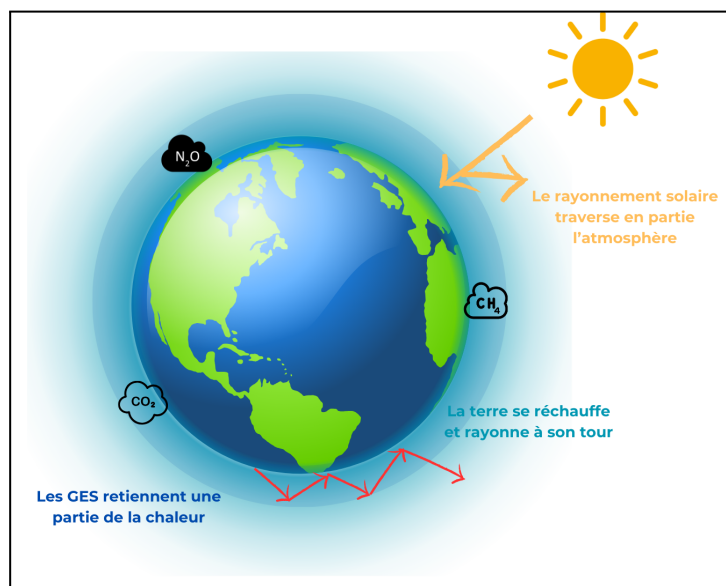 N₂O
Le rayonnement solaire
traverse en partie
l'atmosphère
CH₄
CO₂
La terre se réchauffe
et rayonne à son tour
Les GES retiennent une
partie de la chaleur